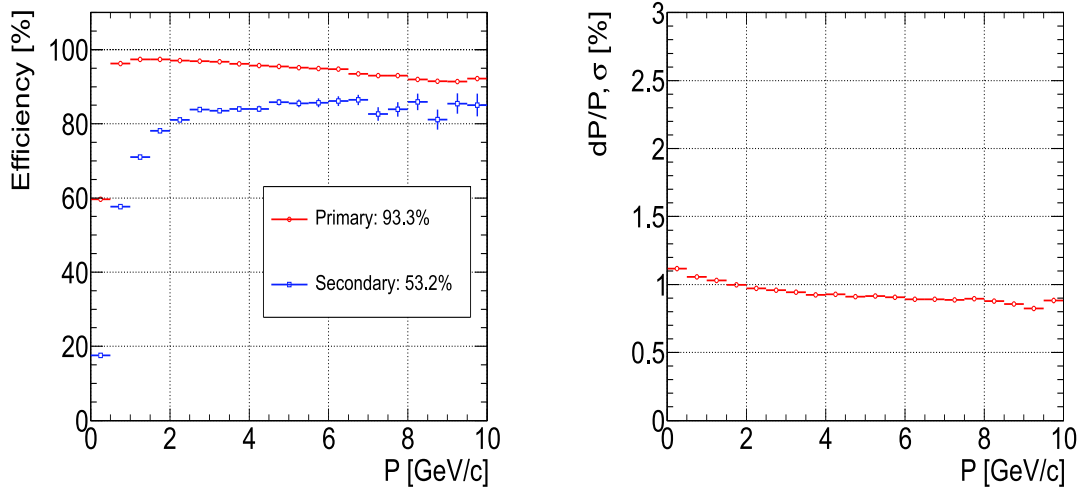 Efficiency [%]
100
80
60
40
20
0
0 2 4 6 8 10
P [GeV/c]
Primary: 93.3%
Secondary: 53.2%
dP/P, σ [%]
3
2.5
2
1.5
1
0.5
0
0 2 4 6 8 10
P [GeV/c]